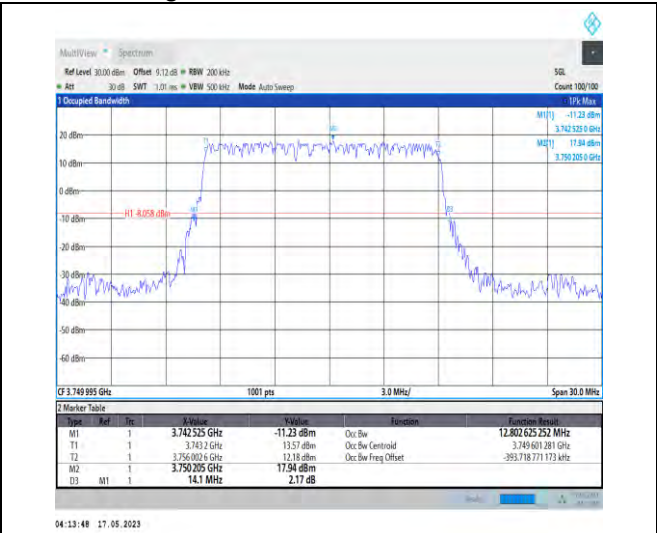 MultiView Spectrum
Ref Level 30.00 dBm Offset 9.12 dB RBW 200 kHz SGL
Att 30 dB SWT 1.01 ms VBW 500 kHz Mode Auto Sweep Count 100/100
1 Occupied Bandwidth 1Pk Max
M1[1] -11.23 dBm
3.742 525 0 GHz
20 dBm M2[1] 17.94 dBm
3.750 205 0 GHz
10 dBm
0 dBm
-10 dBm H1 -8.058 dBm M1 D3
-20 dBm
-30 dBm
-40 dBm
-50 dBm
-60 dBm
CF 3.749 995 GHz 1001 pts 3.0 MHz/ Span 30.0 MHz
2 Marker Table
Type Ref Trc X-Value Y-Value Function Function Result
M1 1 3.742 525 GHz -11.23 dBm Occ Bw 12.802 625 252 MHz
T1 1 3.743 2 GHz 13.57 dBm Occ Bw Centroid 3.749 601 281 GHz
T2 1 3.756 002 6 GHz 12.18 dBm Occ Bw Freq Offset -393.718 771 173 kHz
M2 1 3.750 205 GHz 17.94 dBm
D3 M1 1 14.1 MHz 2.17 dB
04:13:48 17.05.2023